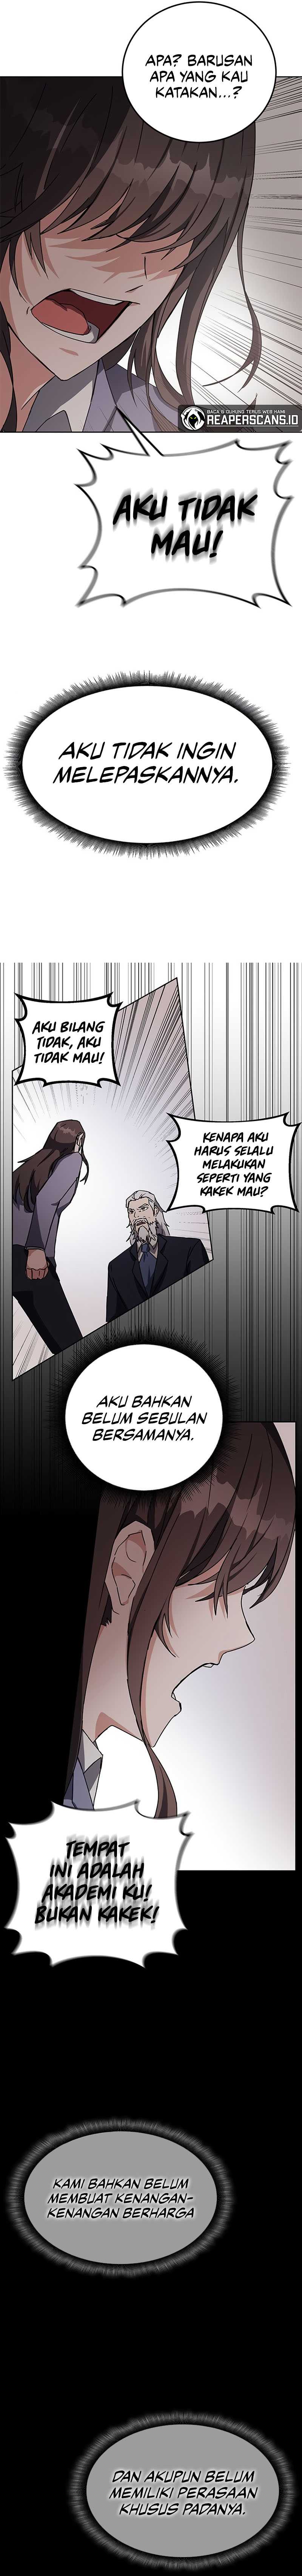 APA? BARUSAN
APA YANG KAU
KATAKAN...?
BACA & DUKUNG TERUS WEB KAMI
REAPERSCANS.IO
AKU TIDAK
MAU!
AKU TIDAK INGIN
MELEPASKANNYA.
AKU BILANG
TIDAK, AKU
TIDAK MAU!
KENAPA AKU
HARUS SELALU
MELAKUKAN
SEPERTI YANG
KAKEK MAU?
AKU BAHKAN
BELUM SEBULAN
BERSAMANYA.
TEMPAT
INI ADALAH
AKADEMI KU!
BUKAN KAKEK!
KAMI BAHKAN BELUM
MEMBUAT KENANGAN-
KENANGAN BERHARGA
DAN AKUPUN BELUM
MEMILIKI PERASAAN
KHUSUS PADANYA.